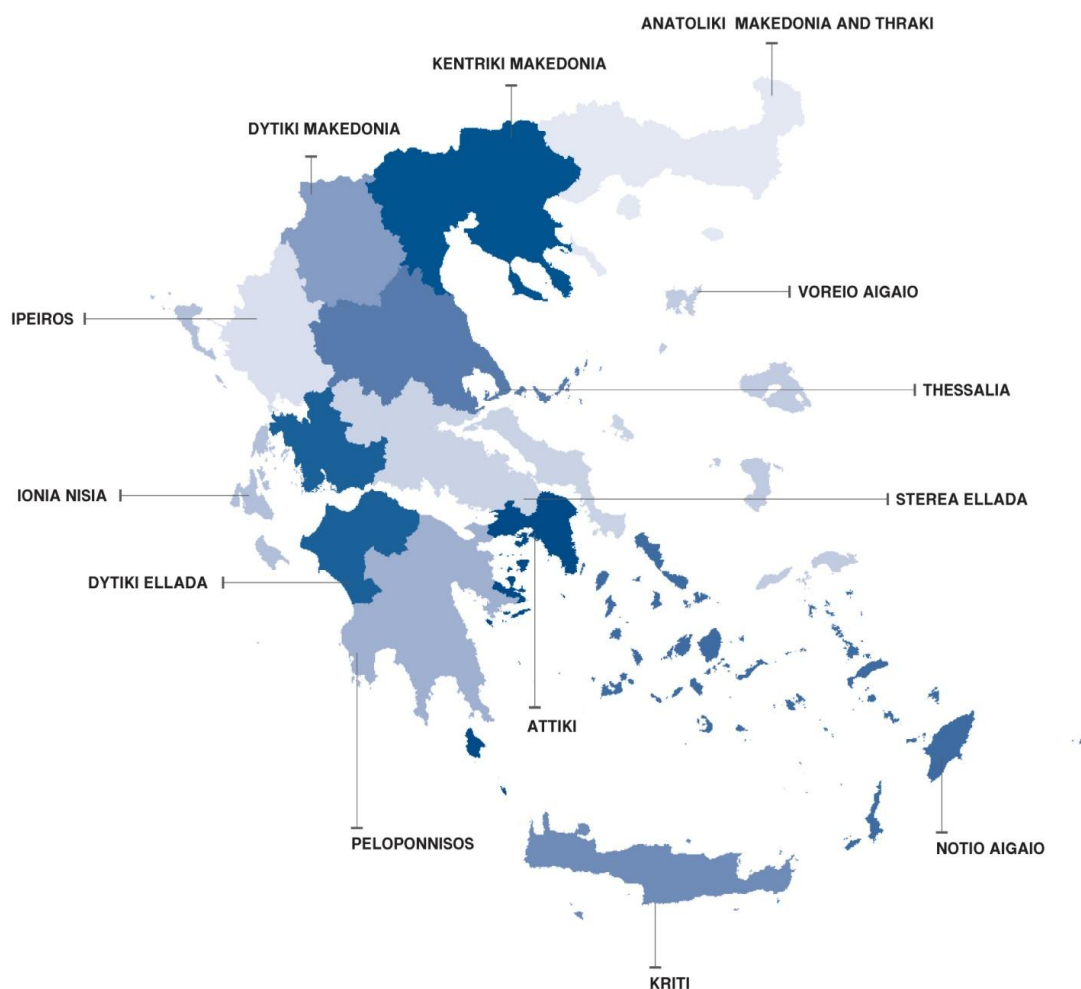 ANATOLIKI MAKEDONIA AND THRAKI
KENTRIKI MAKEDONIA
DYTIKI MAKEDONIA
VOREIO AIGAIO
IPEIROS
THESSALIA
IONIA NISIA
STEREA ELLADA
DYTIKI ELLADA
ATTIKI
PELOPONNISOS
NOTIO AIGAIO
KRITI